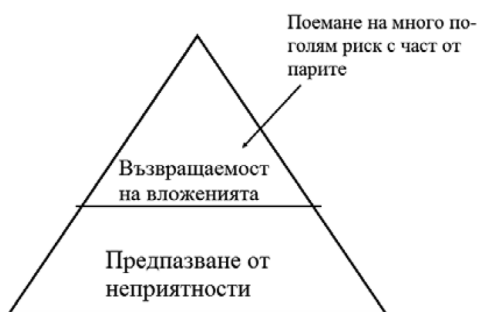 Поемане на много по-
голям риск с част от
парите
Възвращаемост
на вложенията
Предпазване от
неприятности